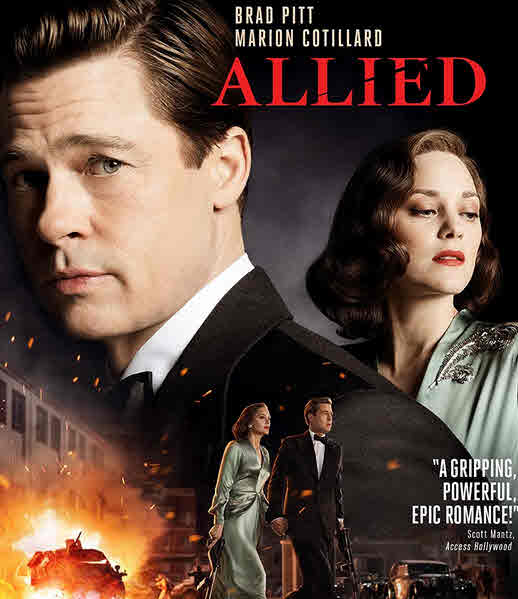 BRAD PITT
MARION COTILLARD
ALLIED
"A GRIPPING,
POWERFUL,
EPIC ROMANCE!"
Scott Mantz,
Access Hollywood